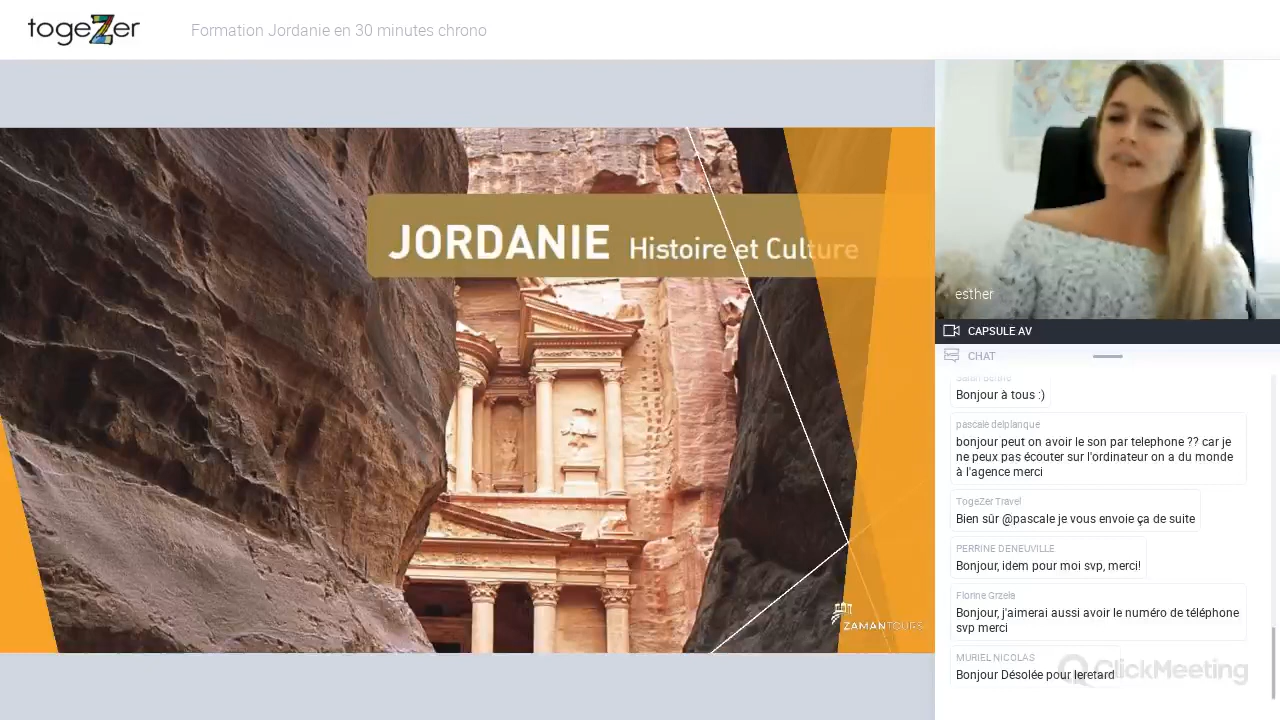 togeZer
Formation Jordanie en 30 minutes chrono
JORDANIE Histoire et Culture
ZAMANTOURS
esther
CAPSULE AV
CHAT
Bonjour à tous :)
pascale delplanque
bonjour peut on avoir le son par telephone ?? car je
ne peux pas écouter sur l'ordinateur on a du monde
à l'agence merci
TogeZer Travel
Bien sûr @pascale je vous envoie ça de suite
PERRINE DENEUVILLE
Bonjour, idem pour moi svp, merci!
Florine Grzela
Bonjour, j'aimerai aussi avoir le numéro de téléphone
svp merci
MURIEL NICOLAS
Bonjour Désolée pour leretard
ClickMeeting